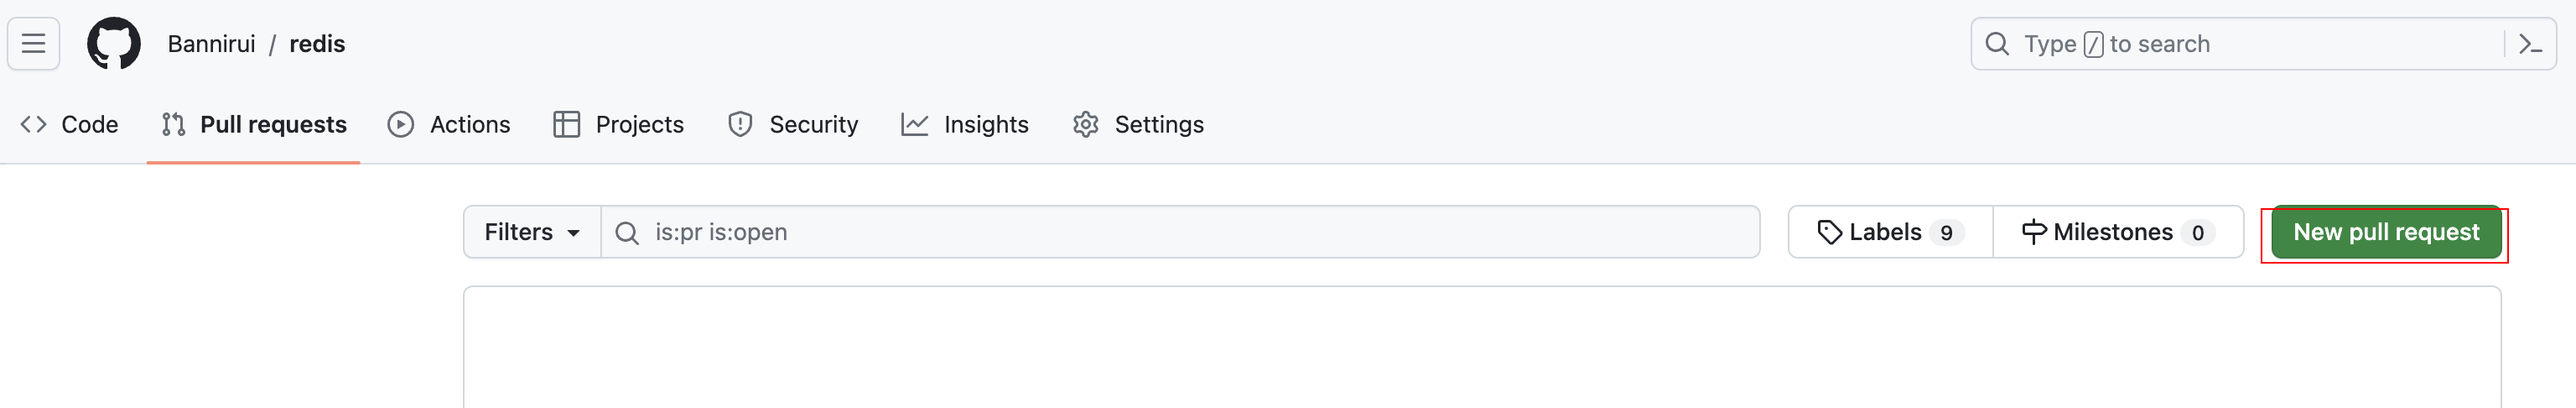 Bannirui / redis
Type / to search
Code Pull requests Actions Projects Security Insights Settings
Filters is:pr is:open Labels 9 Milestones 0 New pull request